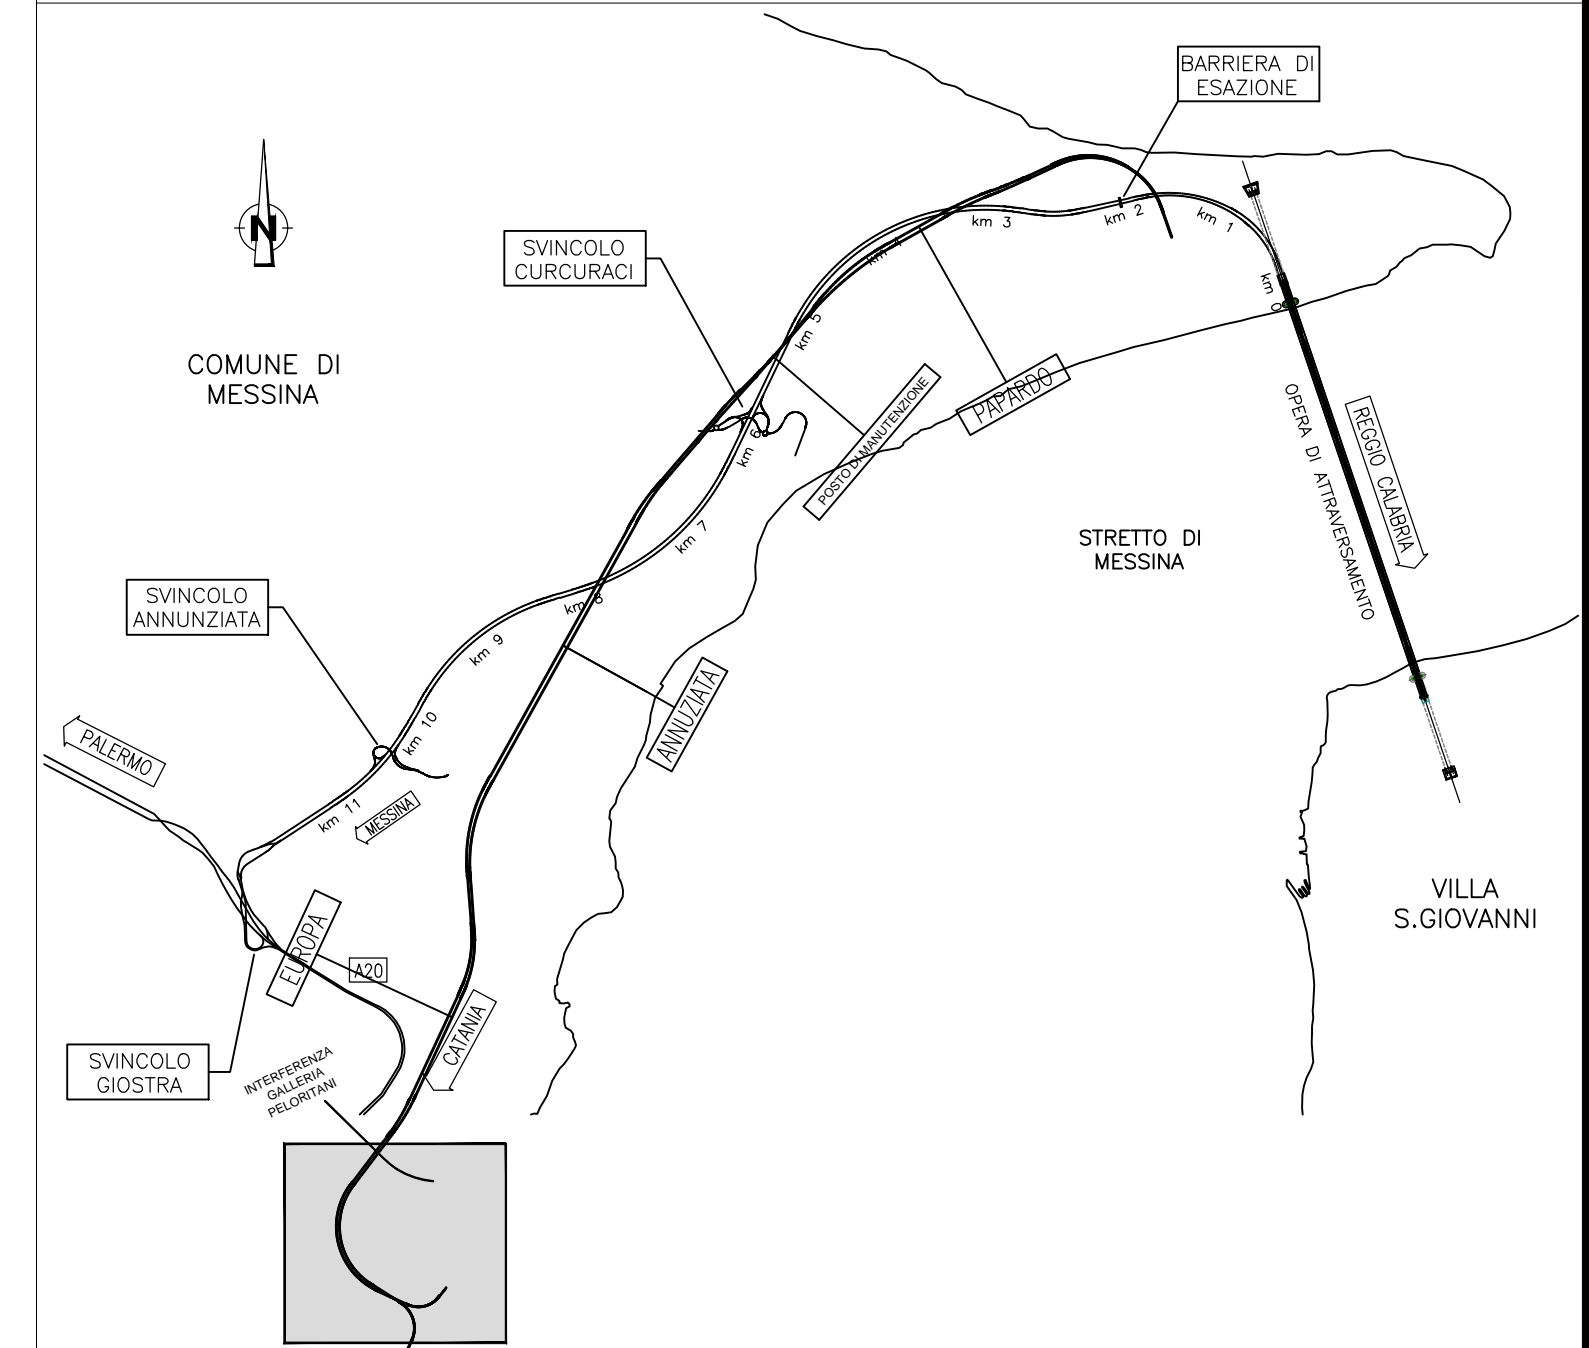 BARRIERA DI
ESAZIONE
N
SVINCOLO
CURCURACI
km 3
km 2
km 1
km 4
km 0
km 5
COMUNE DI
MESSINA
PAPARDO
POSTO DI MANUTENZIONE
OPERA DI ATTRAVERSAMENTO
REGGIO CALABRIA
km 6
km 7
STRETTO DI
MESSINA
SVINCOLO
ANNUNZIATA
km 8
km 9
ANNUZIATA
km 10
PALERMO
km 11
MESSINA
VILLA
S.GIOVANNI
EUROPA
A20
CATANIA
SVINCOLO
GIOSTRA
INTERFERENZA
GALLERIA
PELORITANI